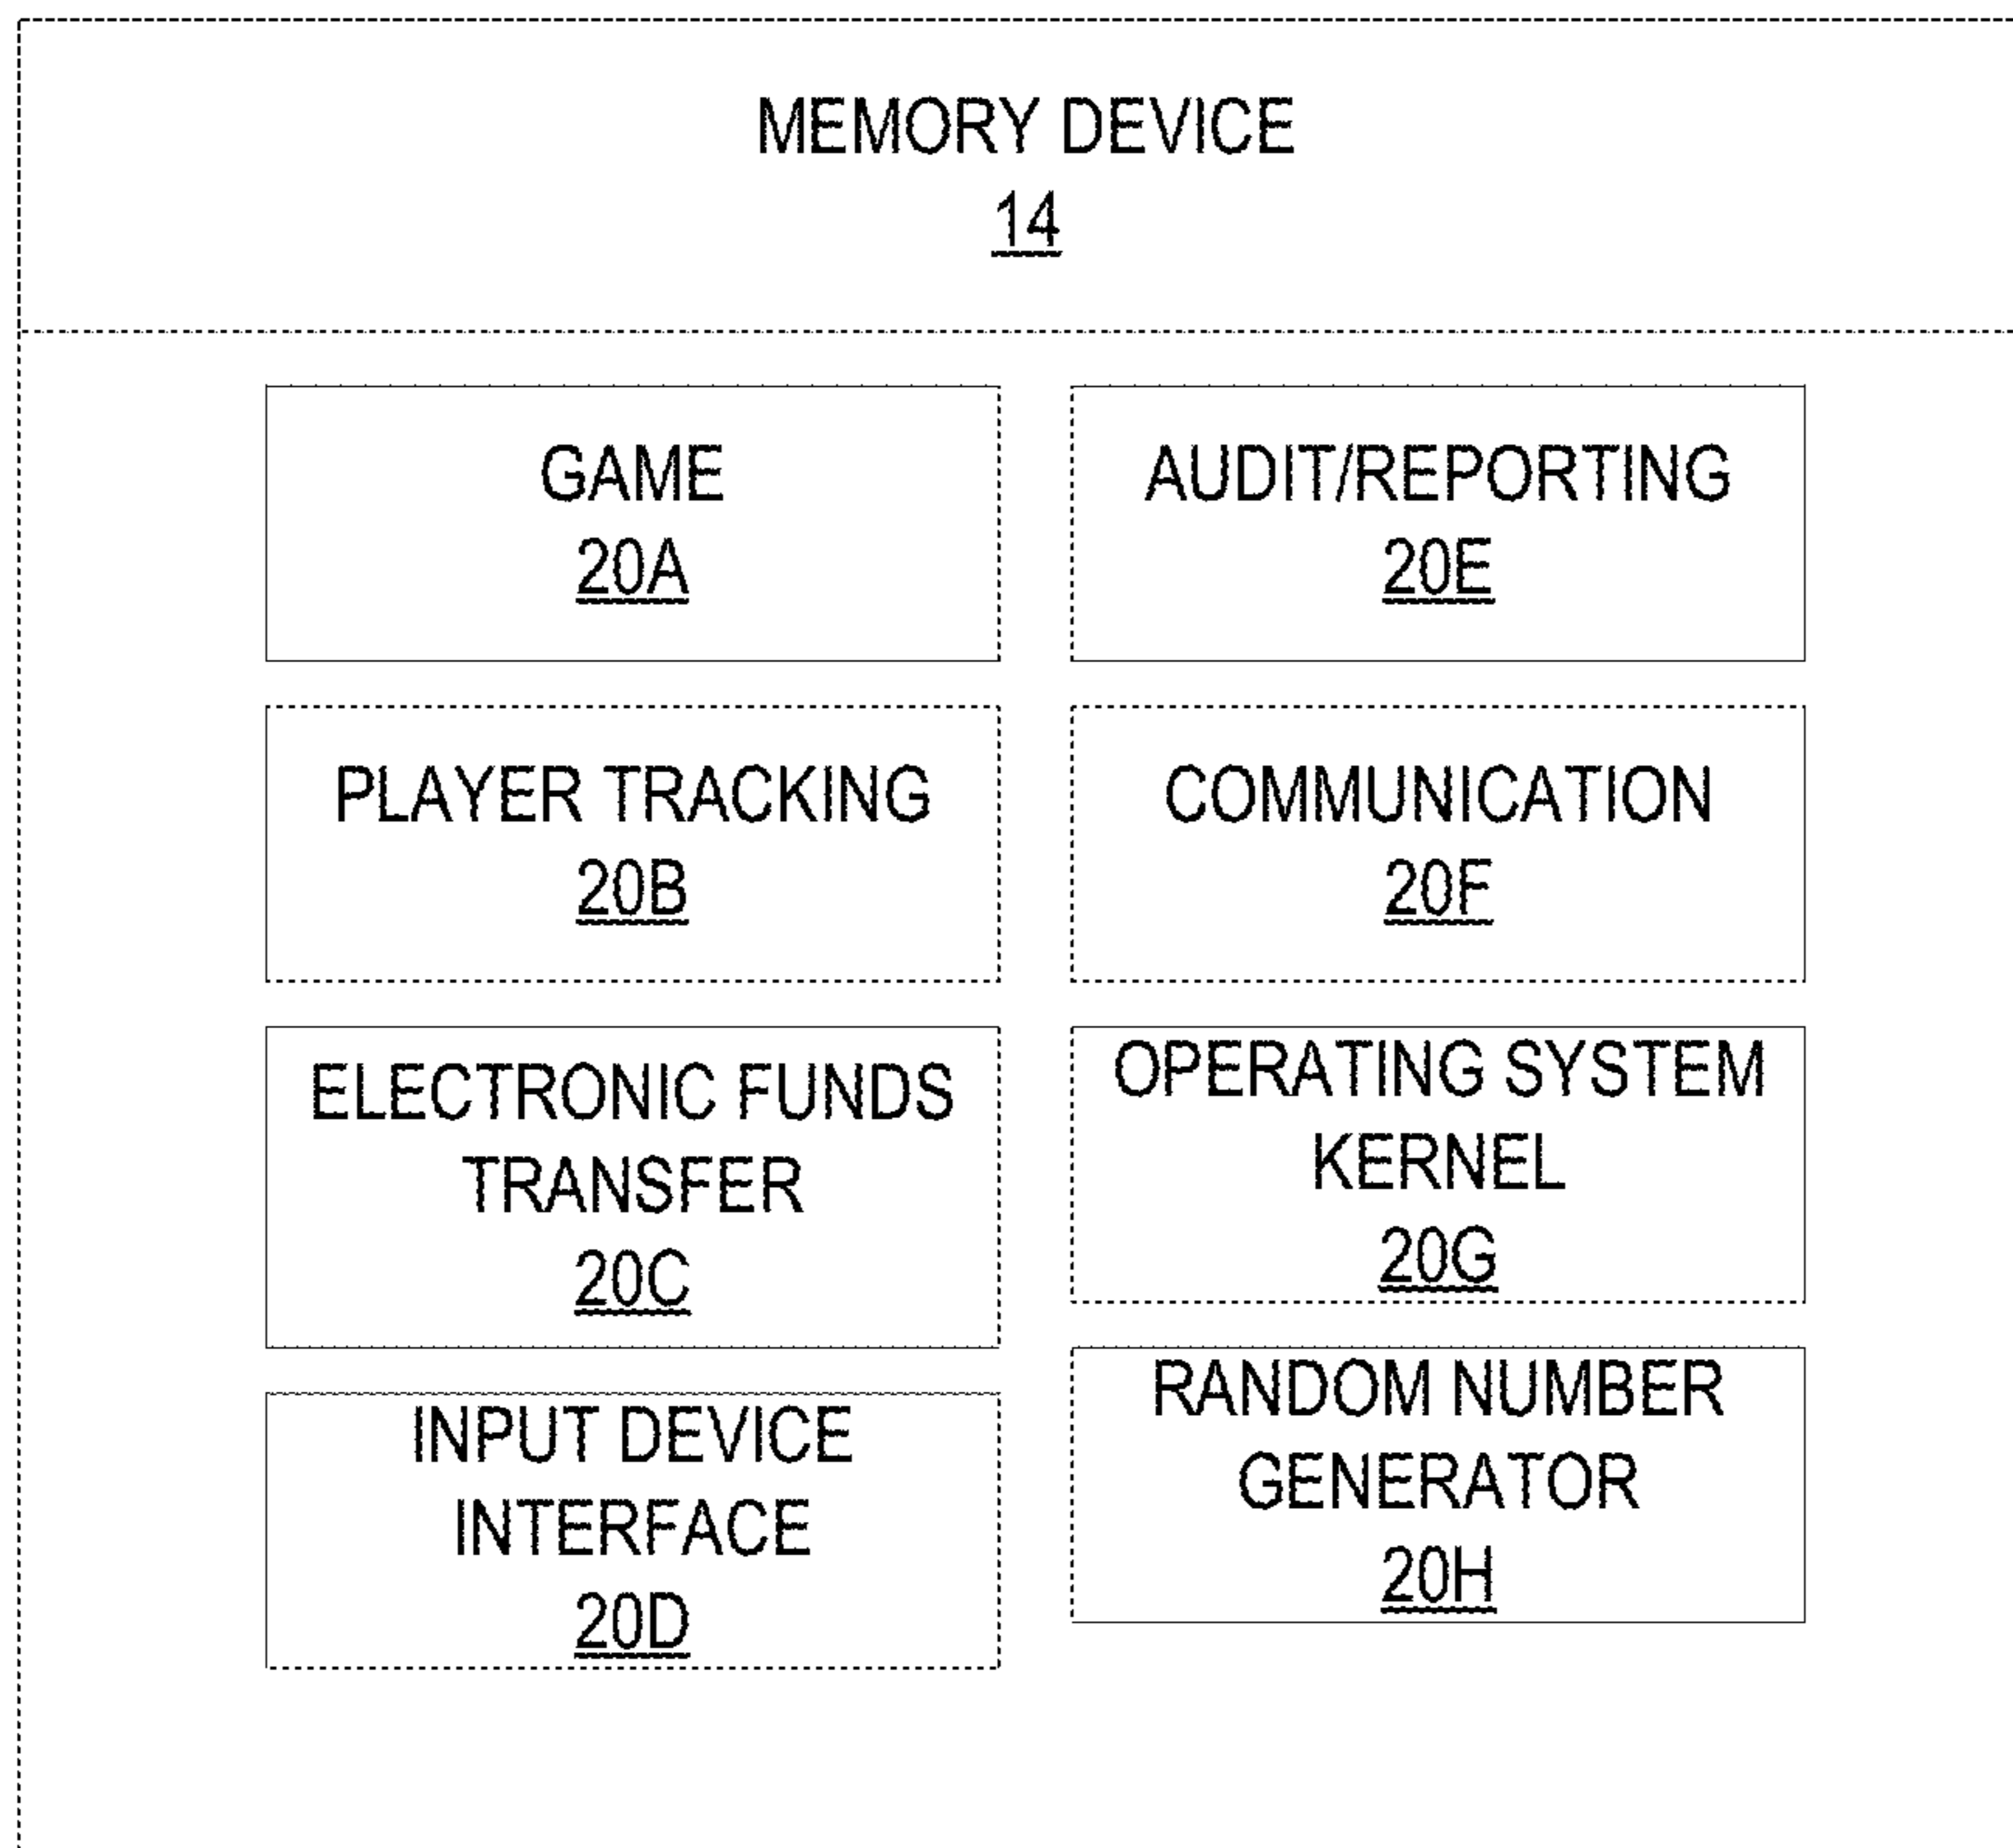 MEMORY DEVICE
14
GAME
20A
PLAYER TRACKING
20B
ELECTRONIC FUNDS
TRANSFER
20C
INPUT DEVICE
INTERFACE
20D
AUDIT/REPORTING
20E
COMMUNICATION
20F
OPERATING SYSTEM
KERNEL
20G
RANDOM NUMBER
GENERATOR
20H